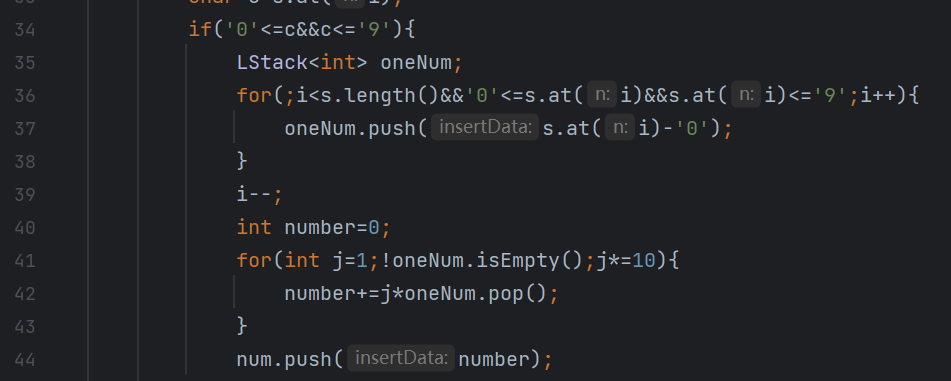 34 if('0'<=c&&c<='9'){
35 LStack<int> oneNum;
36 for(;i<s.length()&&'0'<=s.at( n: i)&&s.at( n: i)<='9';i++){
37 oneNum.push( insertData: s.at( n: i)-'0');
38 }
39 i--;
40 int number=0;
41 for(int j=1;!oneNum.isEmpty();j*=10){
42 number+=j*oneNum.pop();
43 }
44 num.push( insertData: number);